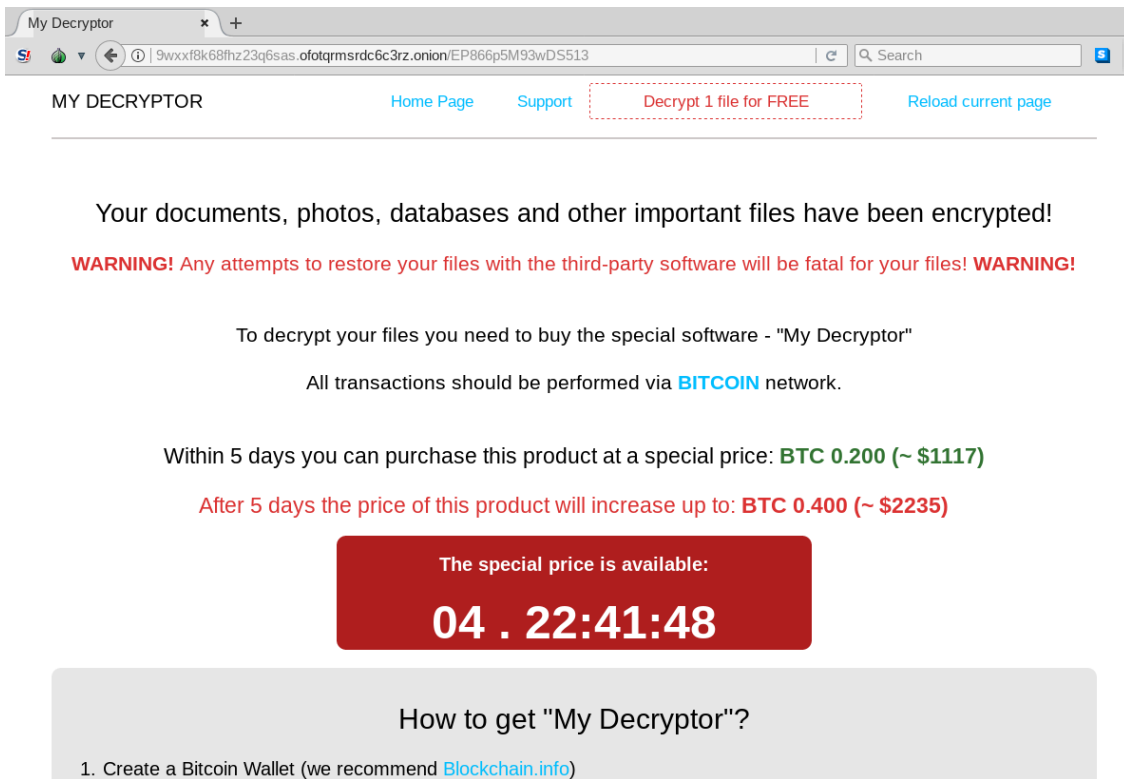 My Decryptor
9wxxf8k68fhz23q6sas.ofotqrmsrdc6c3rz.onion/EP866p5M93wDS513
Search
MY DECRYPTOR
Home Page
Support
Decrypt 1 file for FREE
Reload current page
Your documents, photos, databases and other important files have been encrypted!
WARNING! Any attempts to restore your files with the third-party software will be fatal for your files! WARNING!
To decrypt your files you need to buy the special software - "My Decryptor"
All transactions should be performed via BITCOIN network.
Within 5 days you can purchase this product at a special price: BTC 0.200 (~ $1117)
After 5 days the price of this product will increase up to: BTC 0.400 (~ $2235)
The special price is available:
04 . 22:41:48
How to get "My Decryptor"?
1. Create a Bitcoin Wallet (we recommend Blockchain.info)